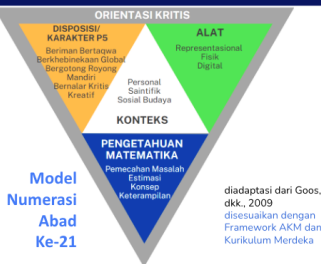 ORIENTASI KRITIS
DISPOSISI/
KARAKTER P5
Beriman Bertaqwa
Berkhebinekaan Global
Bergotong Royong
Mandiri
Bernalar Kritis
Kreatif
ALAT
Representasional
Fisik
Digital
Personal
Saintifik
Sosial Budaya
KONTEKS
PENGETAHUAN
MATEMATIKA
Pemecahan Masalah
Estimasi
Konsep
Keterampilan
Model
Numerasi
Abad
Ke-21
diadaptasi dari Goos,
dkk., 2009
disesuaikan dengan
Framework AKM dan
Kurikulum Merdeka